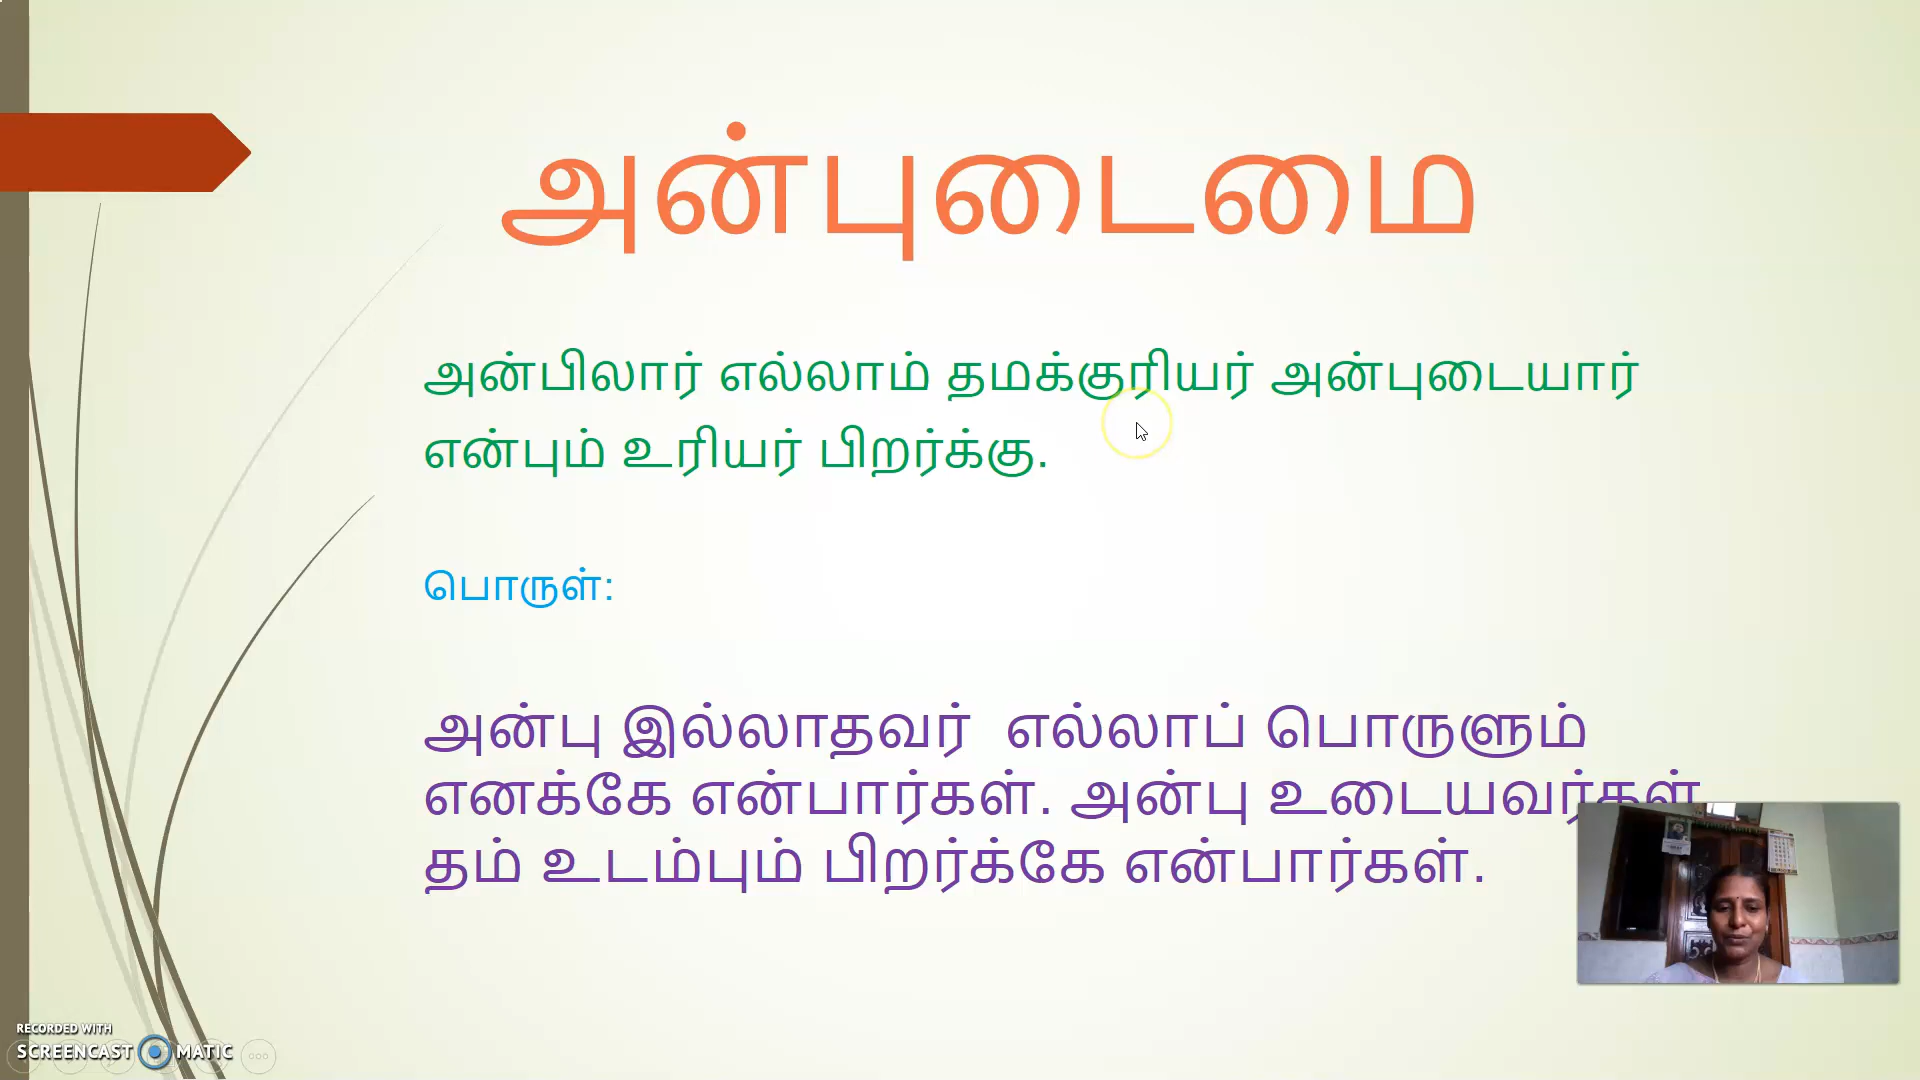 அன்புடைமை
அன்பிலார் எல்லாம் தமக்குரியர் அன்புடையார்
என்பும் உரியர் பிறர்க்கு.
பொருள்:
அன்பு இல்லாதவர் எல்லாப் பொருளும்
எனக்கே என்பார்கள். அன்பு உடையவர்கள்
தம் உடம்பும் பிறர்க்கே என்பார்கள்.
RECORDED WITH
SCREENCAST MATIC